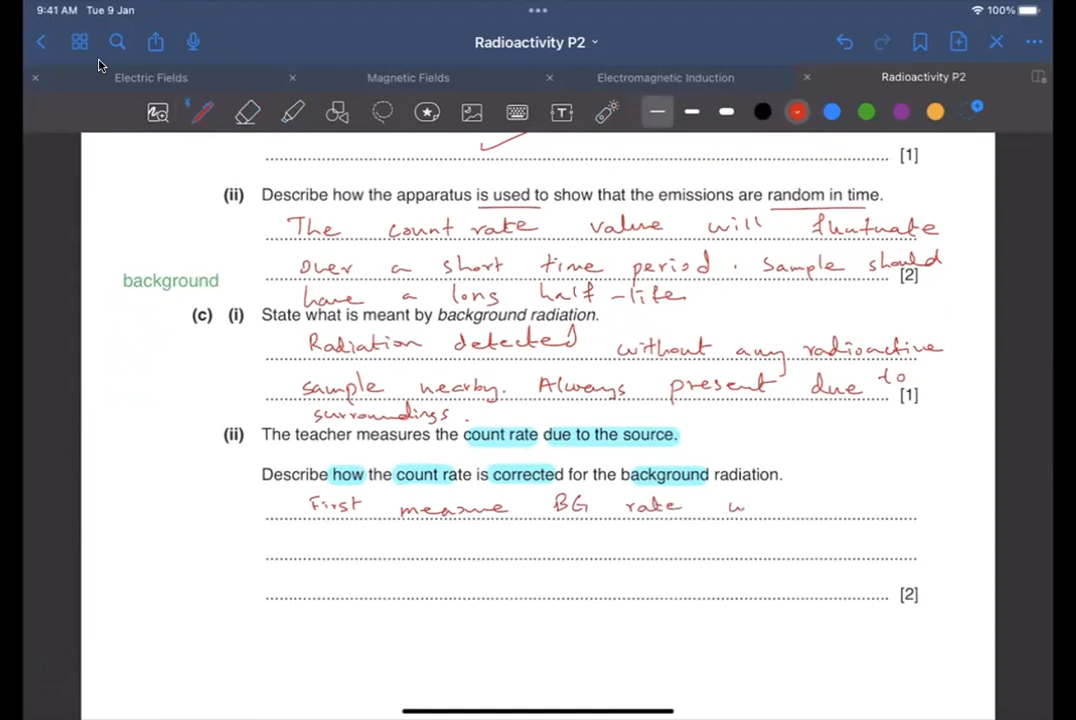 9:41 AM Tue 9 Jan
100%
Radioactivity P2
Electric Fields
Magnetic Fields
Electromagnetic Induction
Radioactivity P2
[1]
(ii) Describe how the apparatus is used to show that the emissions are random in time.
The count rate value will fluntuate
over a short time period. Sample should
[2]
have a long half-life
background
(c) (i) State what is meant by background radiation.
Radiation detected without any radioactive
sample nearby. Always present due to
[1]
surroundings.
(ii) The teacher measures the count rate due to the source.
Describe how the count rate is corrected for the background radiation.
First measure BG rate w
[2]